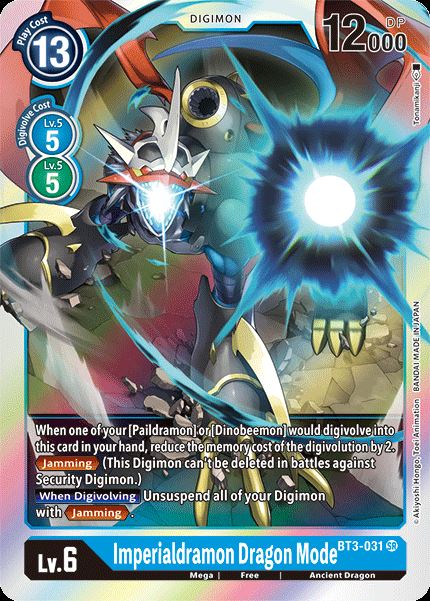 Play Cost
13
DIGIMON
DP
12000
Digivolve Cost
Lv.5
5
Lv.5
5
Tonamikanji
When one of your [Paildramon] or [Dinobeemon] would digivolve into
this card in your hand, reduce the memory cost of the digivolution by 2.
Jamming (This Digimon can't be deleted in battles against
Security Digimon.)
When Digivolving Unsuspend all of your Digimon
with Jamming.
©Akiyoshi Hongo, Toei Animation BANDAI MADE IN JAPAN
Lv.6
Imperialdramon Dragon Mode
BT3-031 SR
Mega | Free | Ancient Dragon